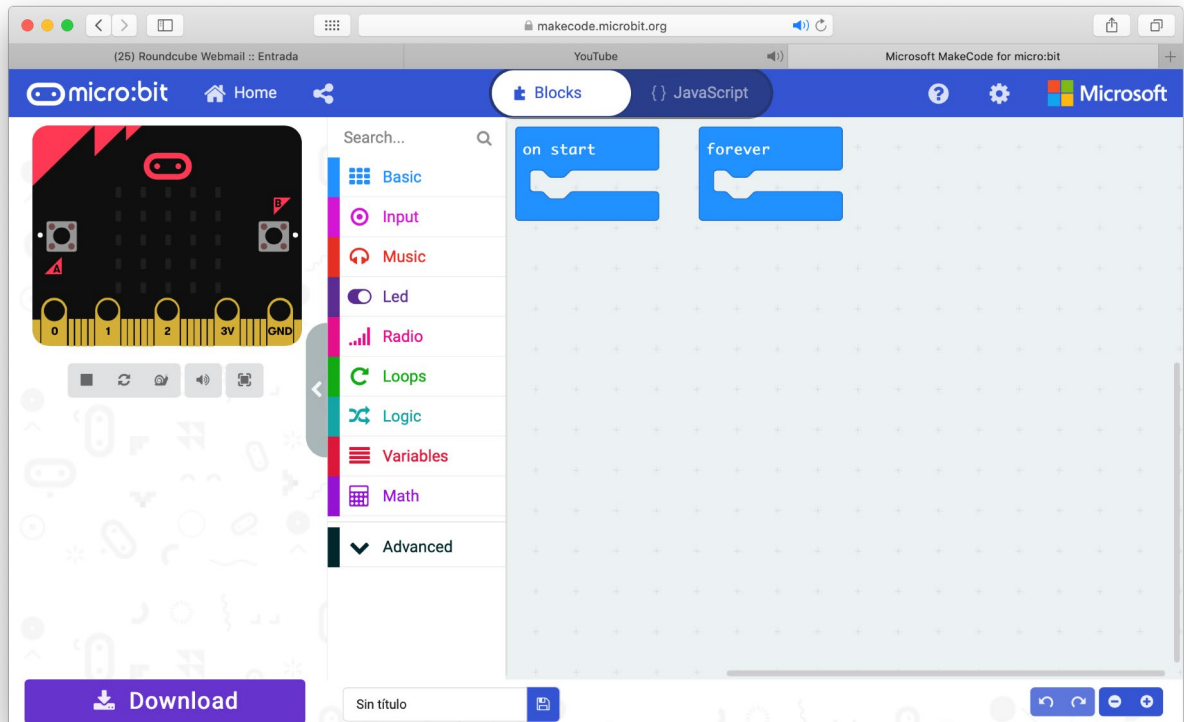 makecode.microbit.org
(25) Roundcube Webmail :: Entrada
YouTube
Microsoft MakeCode for micro:bit
micro:bit
Home
Blocks
{} JavaScript
Microsoft
Search...
Basic
Input
Music
Led
Radio
Loops
Logic
Variables
Math
Advanced
on start
forever
B
A
0 1 2 3V GND
Download
Sin título